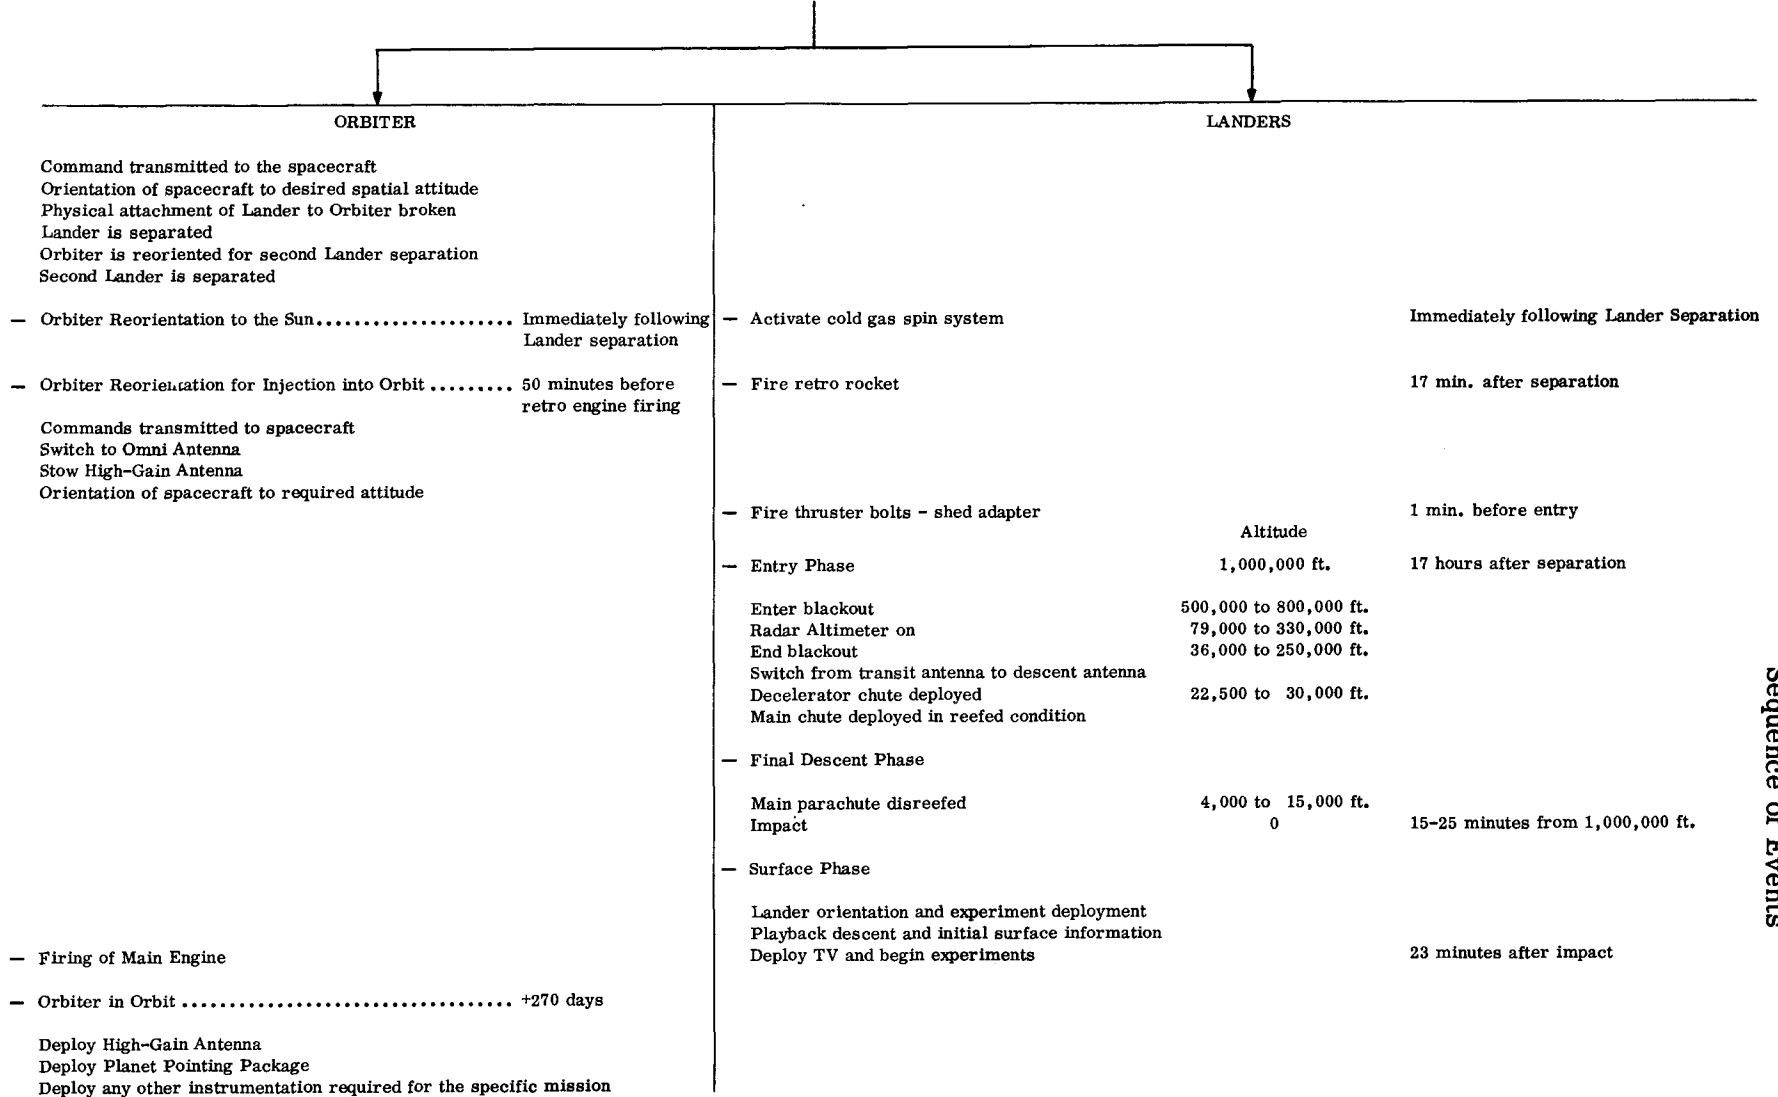 ORBITER
Command transmitted to the spacecraft
Orientation of spacecraft to desired spatial attitude
Physical attachment of Lander to Orbiter broken
Lander is separated
Orbiter is reoriented for second Lander separation
Second Lander is separated
— Orbiter Reorientation to the Sun..................... Immediately following
Lander separation
— Orbiter Reorientation for Injection into Orbit ......... 50 minutes before
retro engine firing
Commands transmitted to spacecraft
Switch to Omni Antenna
Stow High-Gain Antenna
Orientation of spacecraft to required attitude
— Firing of Main Engine
— Orbiter in Orbit ................................... +270 days
Deploy High-Gain Antenna
Deploy Planet Pointing Package
Deploy any other instrumentation required for the specific mission
LANDERS
— Activate cold gas spin system Immediately following Lander Separation
— Fire retro rocket 17 min. after separation
— Fire thruster bolts - shed adapter 1 min. before entry
Altitude
— Entry Phase 1,000,000 ft. 17 hours after separation
Enter blackout 500,000 to 800,000 ft.
Radar Altimeter on 79,000 to 330,000 ft.
End blackout 36,000 to 250,000 ft.
Switch from transit antenna to descent antenna
Decelerator chute deployed 22,500 to 30,000 ft.
Main chute deployed in reefed condition
— Final Descent Phase
Main parachute disreefed 4,000 to 15,000 ft.
Impact 0 15-25 minutes from 1,000,000 ft.
— Surface Phase
Lander orientation and experiment deployment
Playback descent and initial surface information
Deploy TV and begin experiments 23 minutes after impact
Sequence of Events